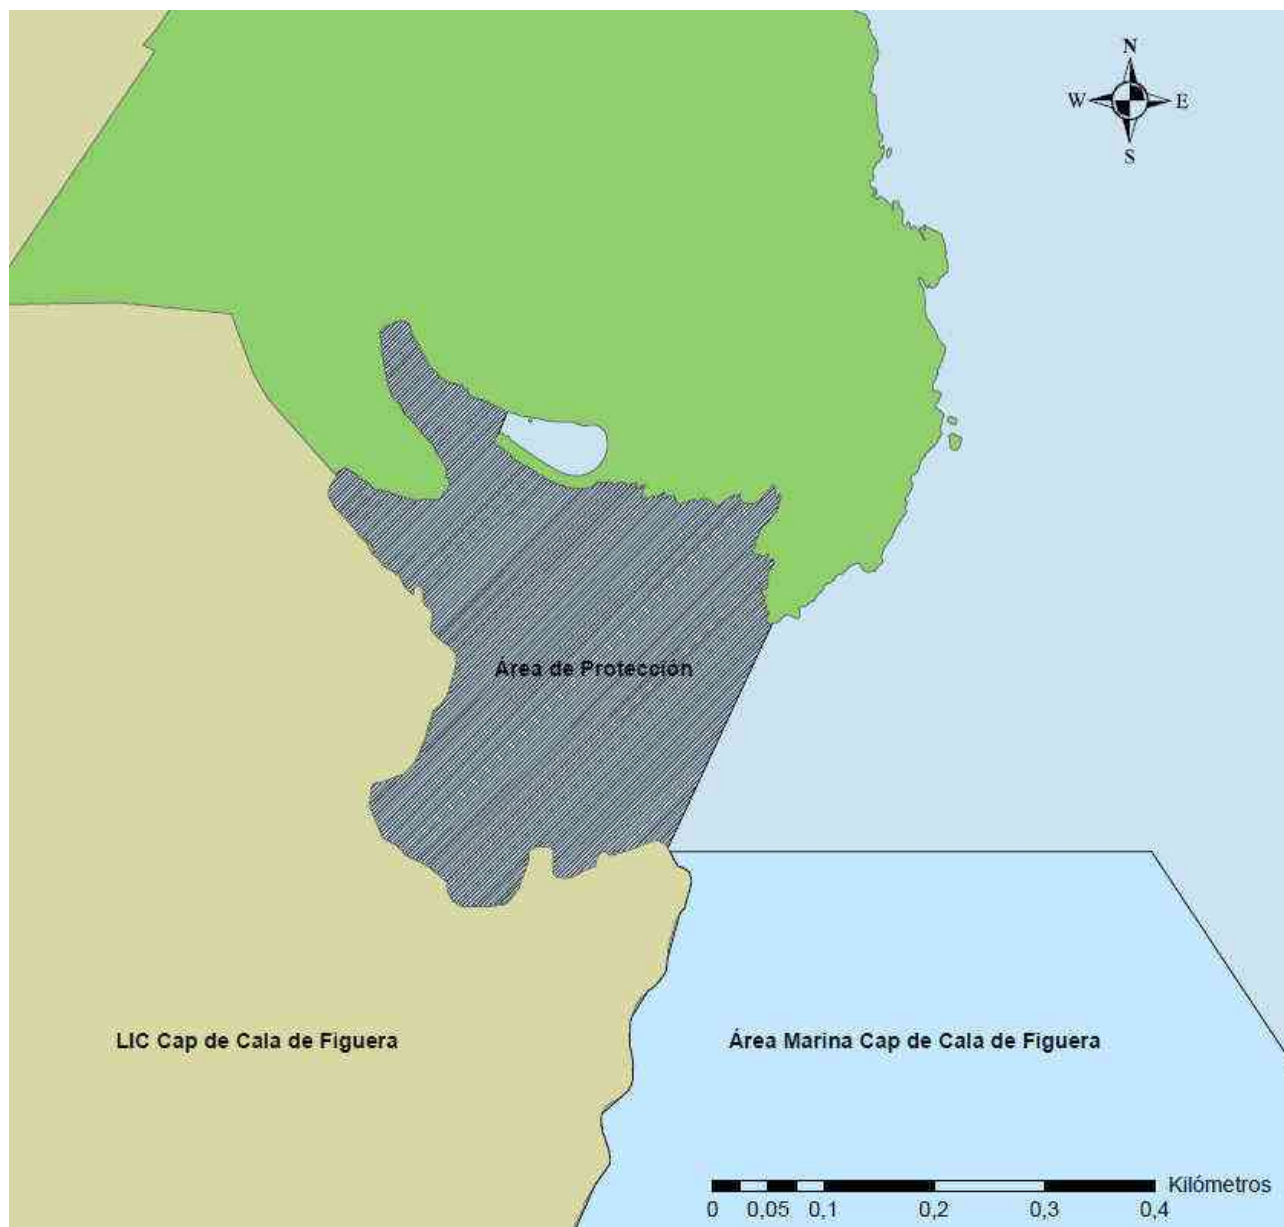 N
W E
S
Área de Protección
LIC Cap de Cala de Figuera
Área Marina Cap de Cala de Figuera
Kilómetros
0 0,05 0,1 0,2 0,3 0,4